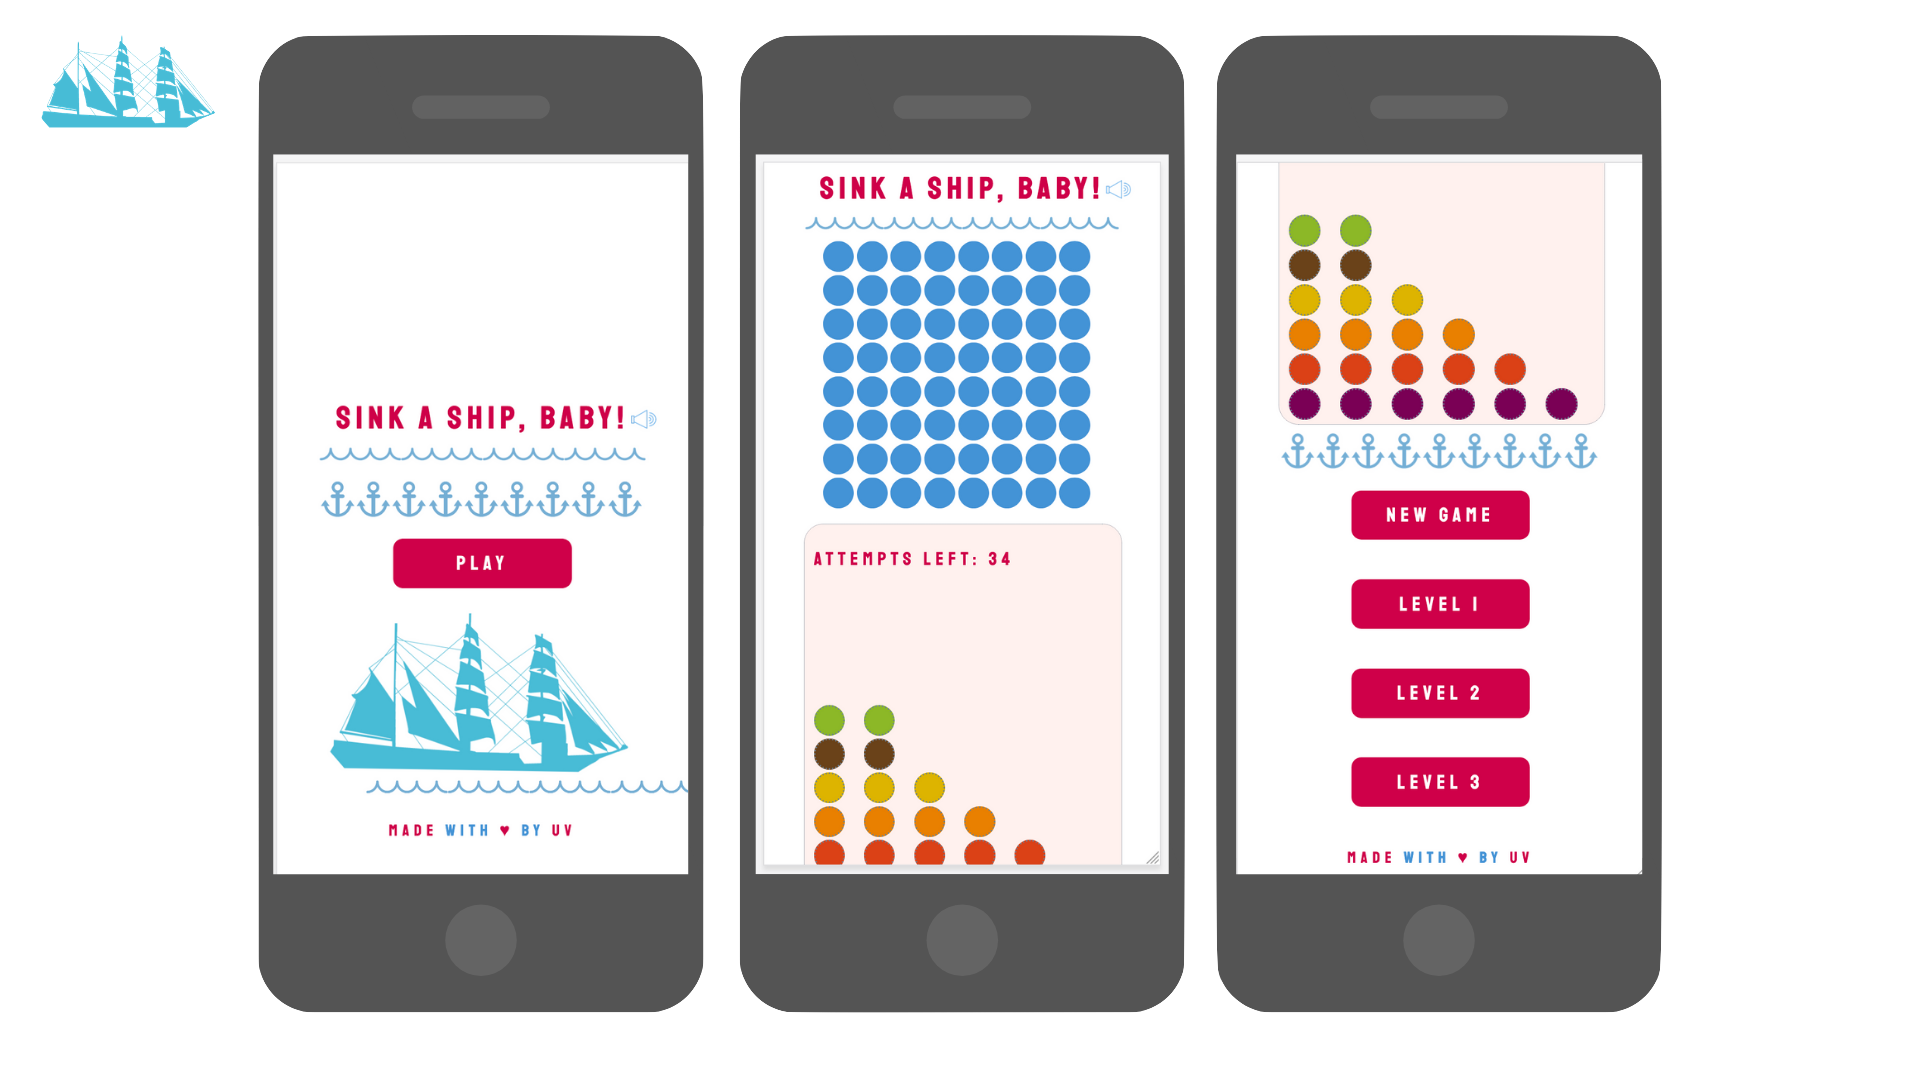 SINK A SHIP, BABY!
PLAY
MADE WITH ♥ BY UV
SINK A SHIP, BABY!
ATTEMPTS LEFT: 34
NEW GAME
LEVEL 1
LEVEL 2
LEVEL 3
MADE WITH ♥ BY UV